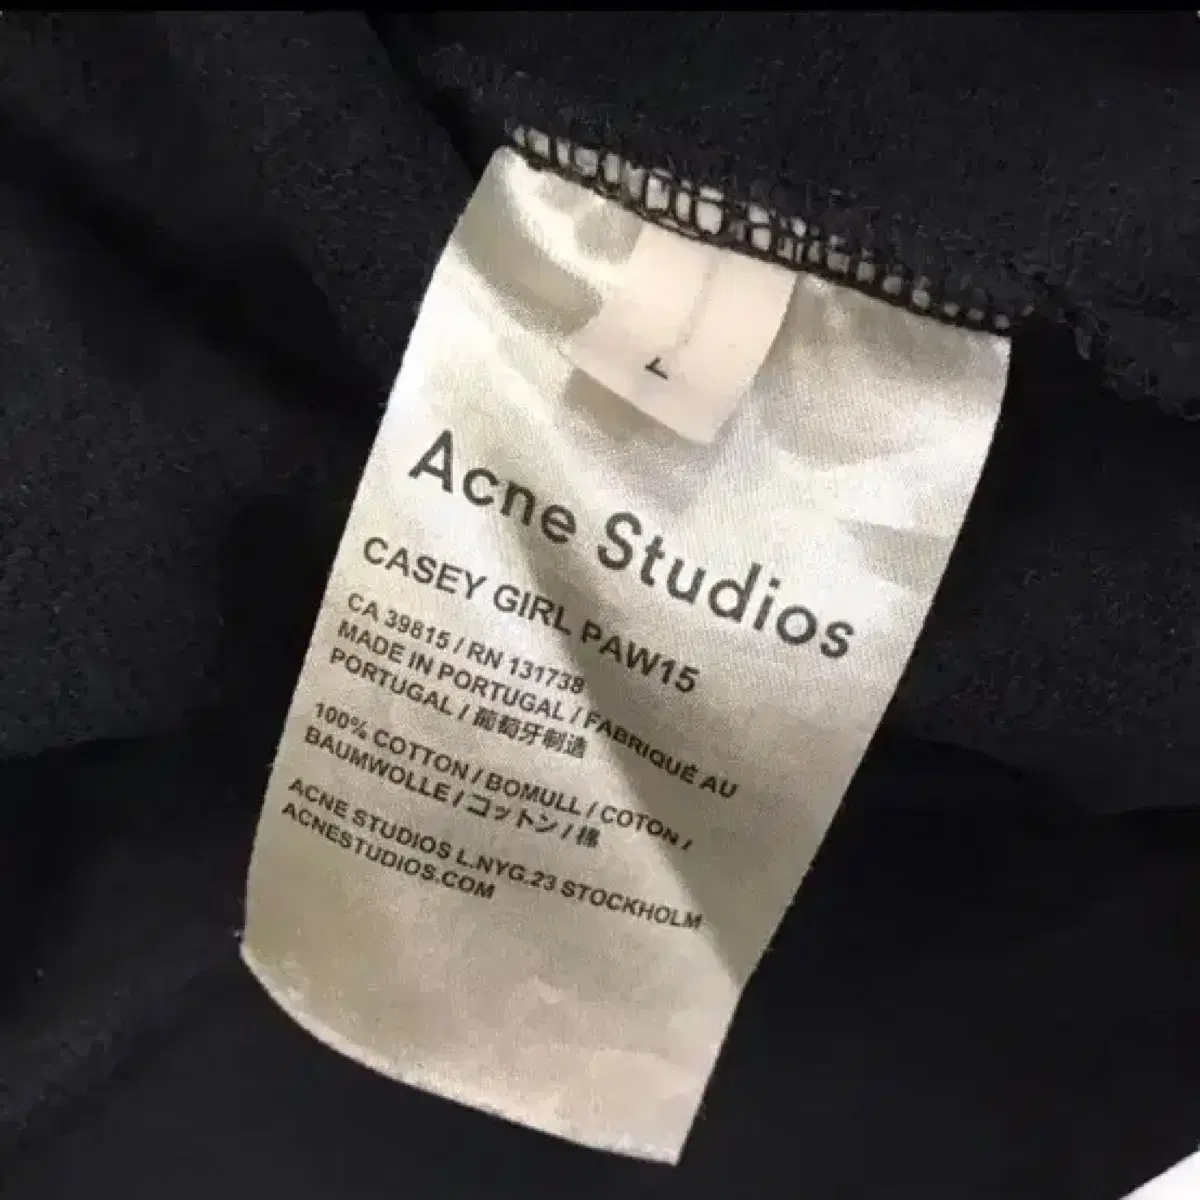 Acne Studios
CASEY GIRL PAW15
CA 39815 / RN 131738
MADE IN PORTUGAL / FABRIQUÉ AU
PORTUGAL / 葡萄牙制造
100% COTTON / BOMULL / COTON /
BAUMWOLLE / コットン / 棉
ACNE STUDIOS L.NYG.23 STOCKHOLM
ACNESTUDIOS.COM